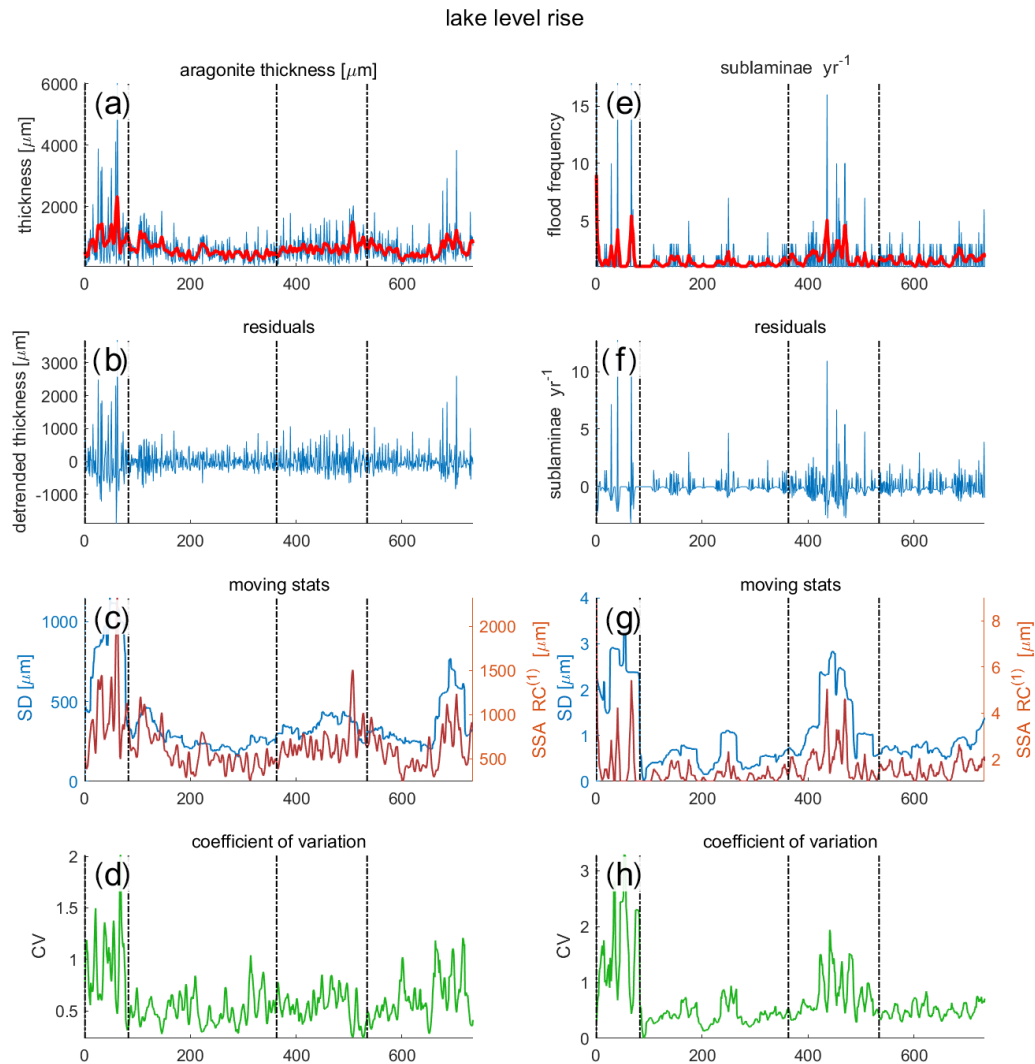 lake level rise
aragonite thickness [μm]
(a)
thickness [μm]
6000
4000
2000
0 200 400 600
sublaminae yr⁻¹
(e)
flood frequency
15
10
5
0 200 400 600
residuals
(b)
detrended thickness [μm]
3000
2000
1000
0
-1000
0 200 400 600
residuals
(f)
sublaminae yr⁻¹
10
5
0
0 200 400 600
moving stats
(c)
SD [μm]
1000
500
0
SSA RC⁽¹⁾ [μm]
2000
1500
1000
500
0 200 400 600
moving stats
(g)
SD [μm]
4
3
2
1
0
SSA RC⁽¹⁾ [μm]
8
6
4
2
0 200 400 600
coefficient of variation
(d)
CV
2
1.5
1
0.5
0 200 400 600
coefficient of variation
(h)
CV
3
2
1
0
0 200 400 600